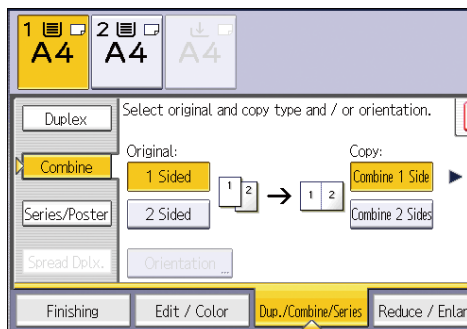 1
A4
2
A4
A4
Select original and copy type and / or orientation.
Duplex
Combine
Series/Poster
Spread Dplx.
Original:
1 Sided
2 Sided
Orientation ...
1 2
1 2
Copy:
Combine 1 Side
Combine 2 Sides
Finishing
Edit / Color
Dup./Combine/Series
Reduce / Enlar